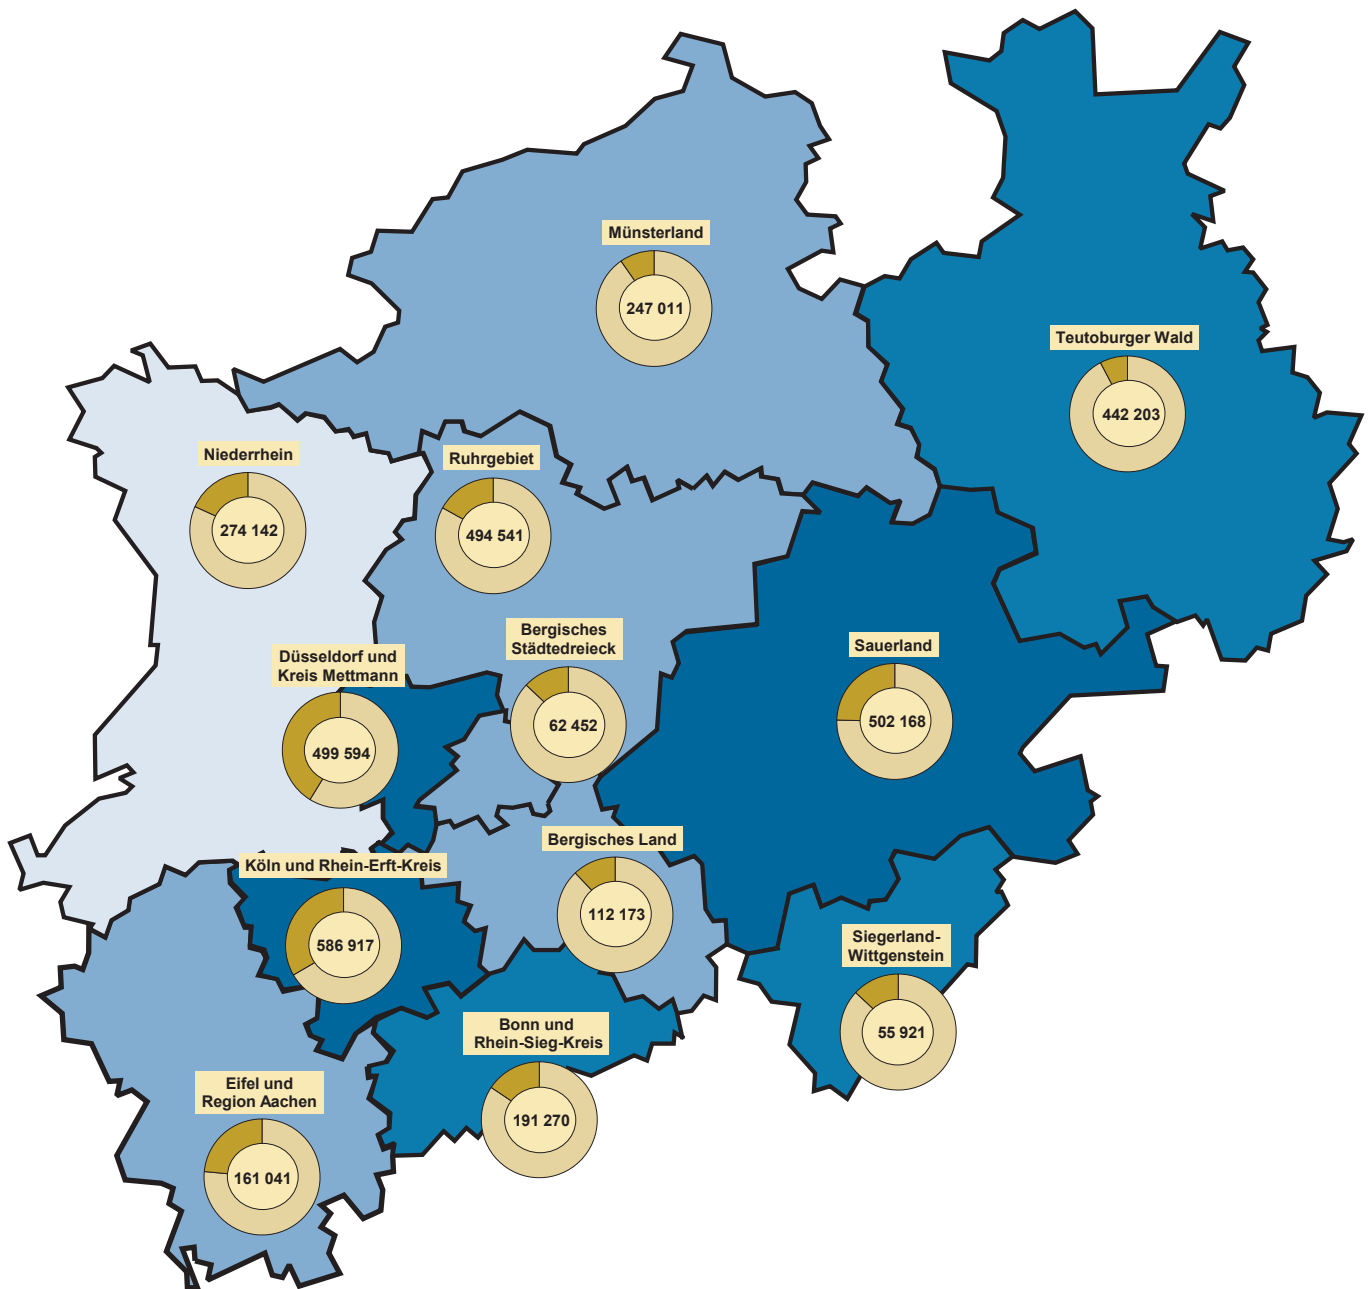 Münsterland
247 011
Teutoburger Wald
442 203
Niederrhein
274 142
Ruhrgebiet
494 541
Bergisches
Städtedreieck
62 452
Düsseldorf und
Kreis Mettmann
499 594
Sauerland
502 168
Bergisches Land
112 173
Köln und Rhein-Erft-Kreis
586 917
Siegerland-
Wittgenstein
55 921
Bonn und
Rhein-Sieg-Kreis
191 270
Eifel und
Region Aachen
161 041